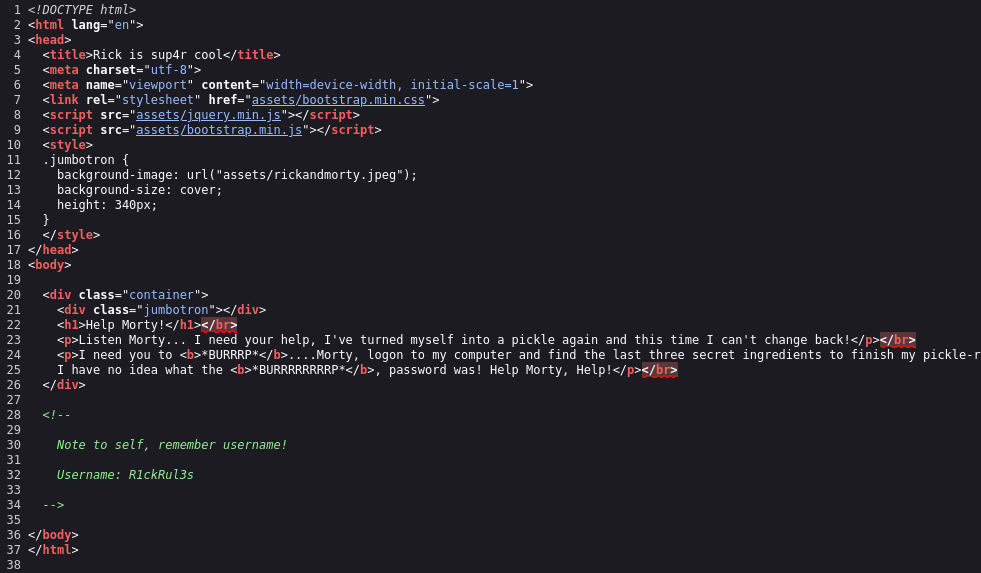 1 <!DOCTYPE html>
2 <html lang="en">
3 <head>
4   <title>Rick is sup4r cool</title>
5   <meta charset="utf-8">
6   <meta name="viewport" content="width=device-width, initial-scale=1">
7   <link rel="stylesheet" href="assets/bootstrap.min.css">
8   <script src="assets/jquery.min.js"></script>
9   <script src="assets/bootstrap.min.js"></script>
10   <style>
11   .jumbotron {
12     background-image: url("assets/rickandmorty.jpeg");
13     background-size: cover;
14     height: 340px;
15   }
16   </style>
17 </head>
18 <body>
19
20   <div class="container">
21     <div class="jumbotron"></div>
22     <h1>Help Morty!</h1></br>
23     <p>Listen Morty... I need your help, I've turned myself into a pickle again and this time I can't change back!</p></br>
24     <p>I need you to <b>*BURRRP*</b>....Morty, logon to my computer and find the last three secret ingredients to finish my pickle-r
25     I have no idea what the <b>*BURRRRRRRRP*</b>, password was! Help Morty, Help!</p></br>
26   </div>
27
28   <!--
29
30     Note to self, remember username!
31
32     Username: R1ckRul3s
33
34   -->
35
36 </body>
37 </html>
38